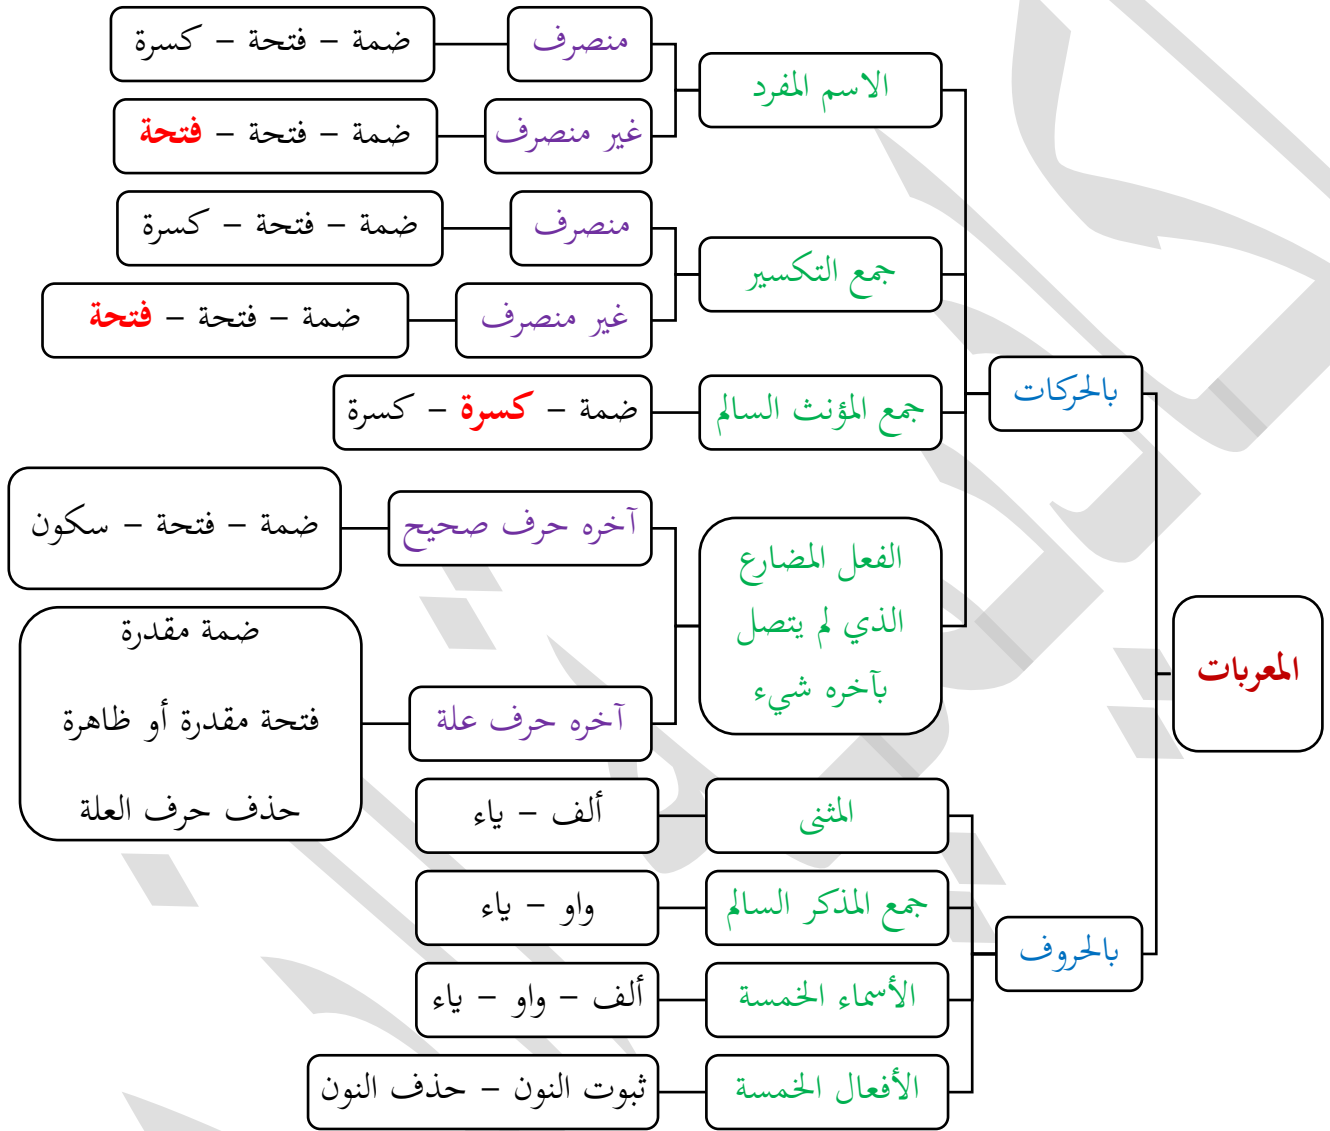 المعربات
بالحركات
الاسم المفرد
منصرف
ضمة – فتحة – كسرة
غير منصرف
ضمة – فتحة – فتحة
جمع التكسير
منصرف
ضمة – فتحة – كسرة
غير منصرف
ضمة – فتحة – فتحة
جمع المؤنث السالم
ضمة – كسرة – كسرة
الفعل المضارع
الذي لم يتصل
بآخره شيء
آخره حرف صحيح
ضمة – فتحة – سكون
آخره حرف علة
ضمة مقدرة
فتحة مقدرة أو ظاهرة
حذف حرف العلة
بالحروف
المثنى
ألف – ياء
جمع المذكر السالم
واو – ياء
الأسماء الخمسة
ألف – واو – ياء
الأفعال الخمسة
ثبوت النون – حذف النون